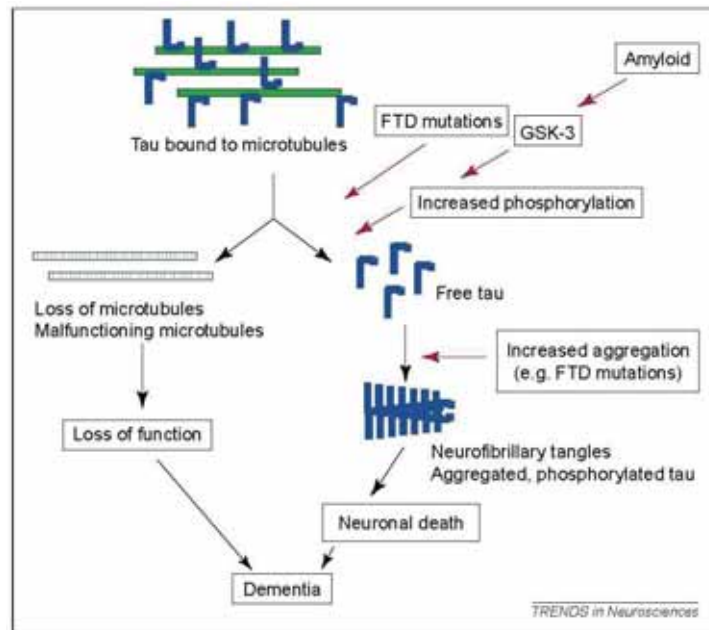 Amyloid
FTD mutations
GSK-3
Tau bound to microtubules
Increased phosphorylation
Free tau
Loss of microtubules
Malfunctioning microtubules
Increased aggregation
(e.g. FTD mutations)
Loss of function
Neurofibrillary tangles
Aggregated, phosphorylated tau
Neuronal death
Dementia
TRENDS in Neurosciences